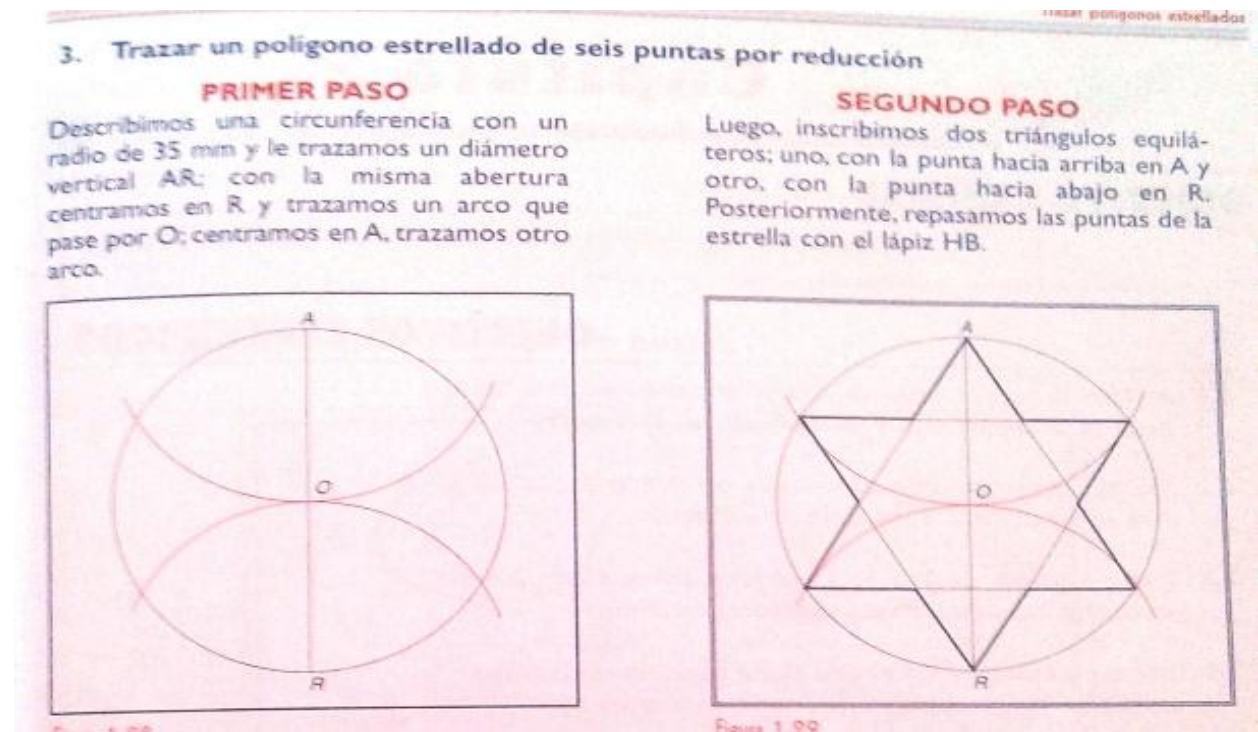 Trazar polígonos estrellados
3. Trazar un polígono estrellado de seis puntas por reducción
PRIMER PASO
Describimos una circunferencia con un
radio de 35 mm y le trazamos un diámetro
vertical AR; con la misma abertura
centramos en R y trazamos un arco que
pase por O; centramos en A, trazamos otro
arco.
SEGUNDO PASO
Luego, inscribimos dos triángulos equilá-
teros; uno, con la punta hacia arriba en A y
otro, con la punta hacia abajo en R.
Posteriormente, repasamos las puntas de la
estrella con el lápiz HB.
A
O
R
A
O
R
Figura 1.99